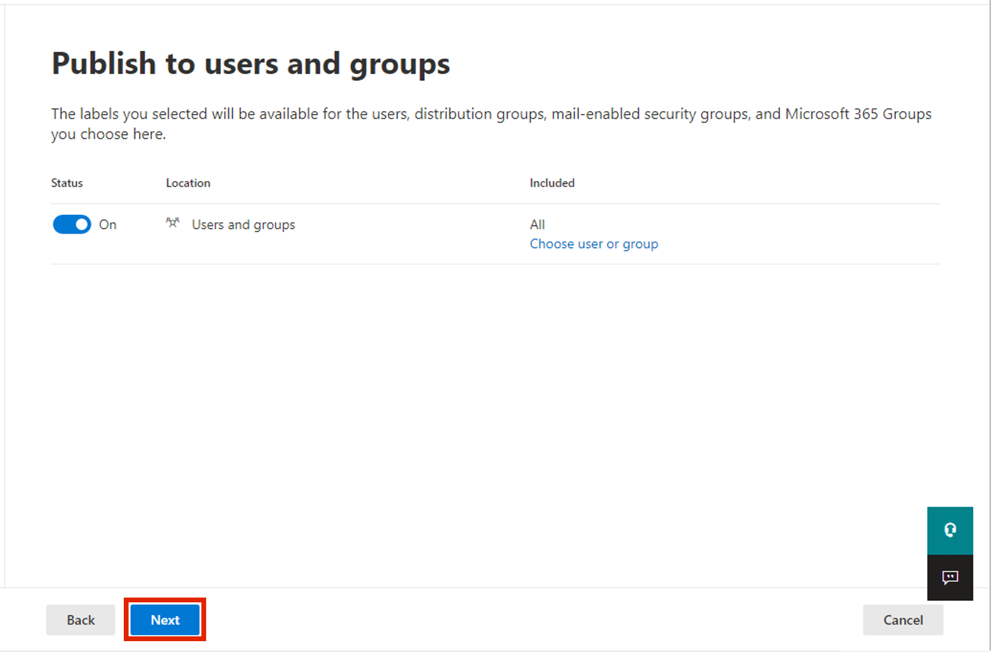 Publish to users and groups
The labels you selected will be available for the users, distribution groups, mail-enabled security groups, and Microsoft 365 Groups
you choose here.
Status Location Included
On Users and groups All
Choose user or group
Back Next Cancel